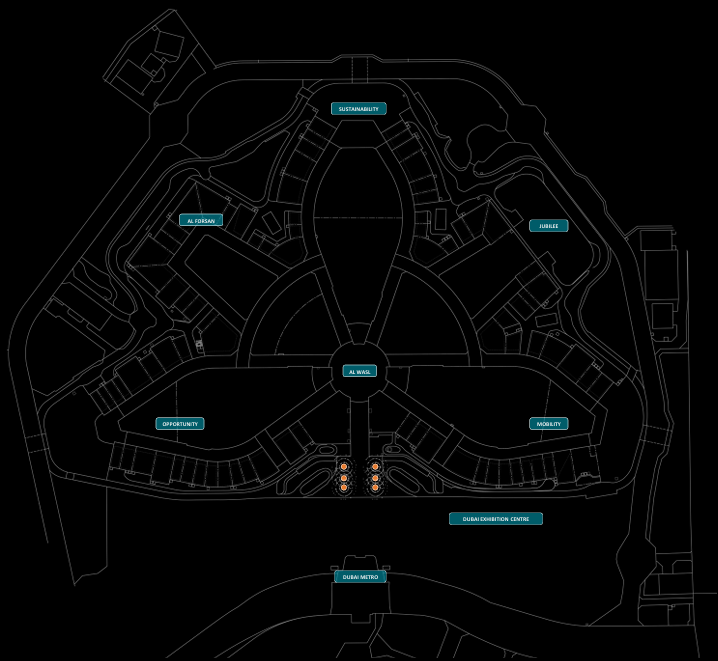 SUSTAINABILITY
AL FORSAN
JUBILEE
AL WASL
OPPORTUNITY
MOBILITY
DUBAI EXHIBITION CENTRE
DUBAI METRO